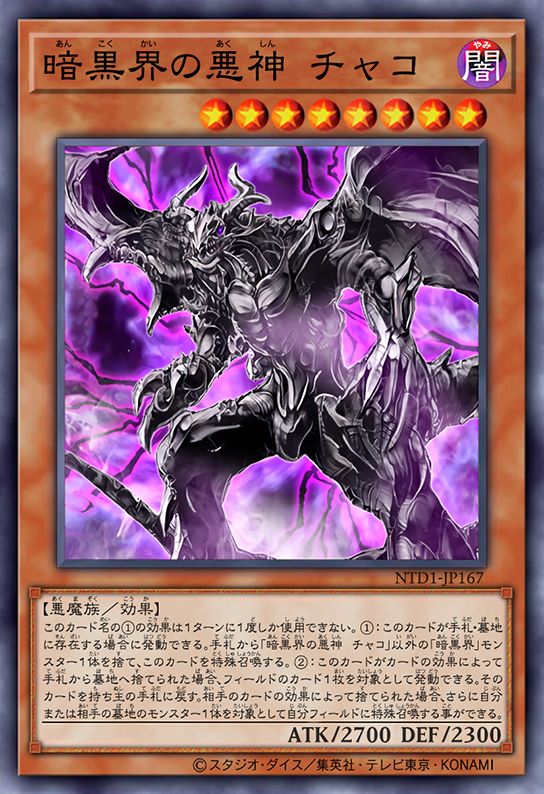 暗黒界の悪神 チャコ
闇
NTD1-JP167
【悪魔族／効果】
このカード名の①の効果は1ターンに1度しか使用できない。①：このカードが手札・墓地
に存在する場合に発動できる。手札から「暗黒界の悪神 チャコ」以外の「暗黒界」モン
スター1体を捨て、このカードを特殊召喚する。②：このカードがカードの効果によって
手札から墓地へ捨てられた場合、フィールドのカード1枚を対象として発動できる。その
カードを持ち主の手札に戻す。相手のカードの効果によって捨てられた場合、さらに自分
または相手の墓地のモンスター1体を対象として自分フィールドに特殊召喚する事ができる。
ATK/2700 DEF/2300
©スタジオ・ダイス／集英社・テレビ東京・KONAMI